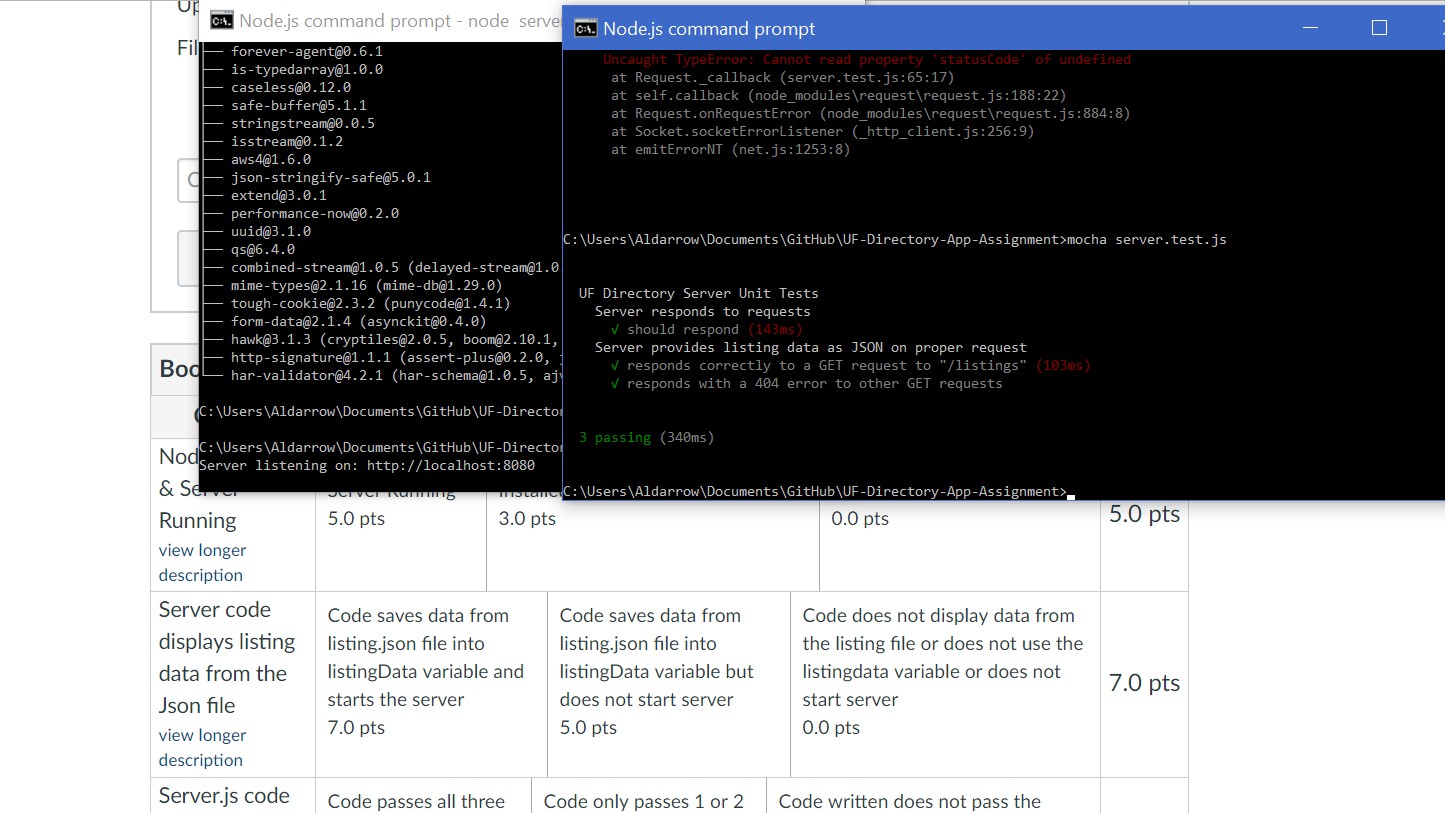 Up
Fil
Node.js command prompt - node server
├── forever-agent@0.6.1
├── is-typedarray@1.0.0
├── caseless@0.12.0
├── safe-buffer@5.1.1
├── stringstream@0.0.5
├── isstream@0.1.2
├── aws4@1.6.0
├── json-stringify-safe@5.0.1
├── extend@3.0.1
├── performance-now@0.2.0
├── uuid@3.1.0
├── qs@6.4.0
├── combined-stream@1.0.5 (delayed-stream@1.0.
├── mime-types@2.1.16 (mime-db@1.29.0)
├── tough-cookie@2.3.2 (punycode@1.4.1)
├── form-data@2.1.4 (asynckit@0.4.0)
├── hawk@3.1.3 (cryptiles@2.0.5, boom@2.10.1,
├── http-signature@1.1.1 (assert-plus@0.2.0,
└── har-validator@4.2.1 (har-schema@1.0.5, ajv
C:\Users\Aldarrow\Documents\GitHub\UF-Director
C:\Users\Aldarrow\Documents\GitHub\UF-Director
Server listening on: http://localhost:8080
Node.js command prompt
Uncaught TypeError: Cannot read property 'statusCode' of undefined
at Request._callback (server.test.js:65:17)
at self.callback (node_modules\request\request.js:188:22)
at Request.onRequestError (node_modules\request\request.js:884:8)
at Socket.socketErrorListener (_http_client.js:256:9)
at emitErrorNT (net.js:1253:8)
C:\Users\Aldarrow\Documents\GitHub\UF-Directory-App-Assignment>mocha server.test.js
UF Directory Server Unit Tests
Server responds to requests
√ should respond (143ms)
Server provides listing data as JSON on proper request
√ responds correctly to a GET request to "/listings" (103ms)
√ responds with a 404 error to other GET requests
3 passing (340ms)
C:\Users\Aldarrow\Documents\GitHub\UF-Directory-App-Assignment>
Boo
Nod
& Server
Running
view longer
description
Server Running
5.0 pts
Installe
3.0 pts
0.0 pts
5.0 pts
Server code
displays listing
data from the
Json file
view longer
description
Code saves data from
listing.json file into
listingData variable and
starts the server
7.0 pts
Code saves data from
listing.json file into
listingData variable but
does not start server
5.0 pts
Code does not display data from
the listing file or does not use the
listingdata variable or does not
start server
0.0 pts
7.0 pts
Server.js code
Code passes all three
Code only passes 1 or 2
Code written does not pass the